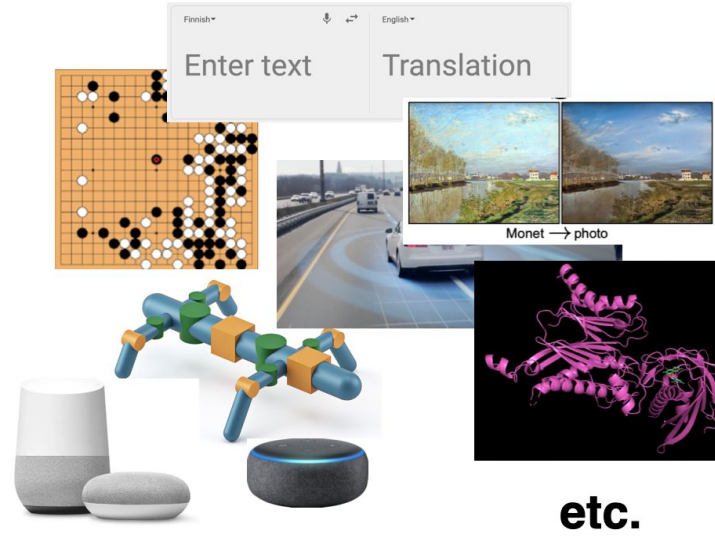 Finnish
English
Enter text
Translation
Monet → photo
etc.